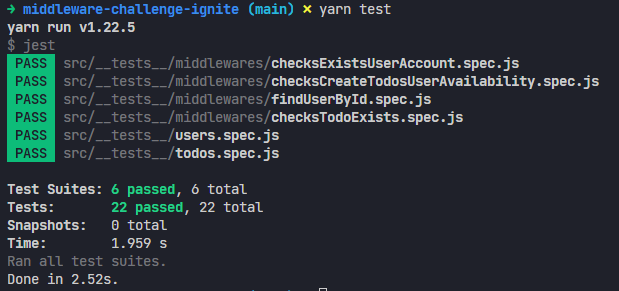 → middleware-challenge-ignite (main) × yarn test
yarn run v1.22.5
$ jest
PASS src/__tests__/middlewares/checksExistsUserAccount.spec.js
PASS src/__tests__/middlewares/checksCreateTodosUserAvailability.spec.js
PASS src/__tests__/middlewares/findUserById.spec.js
PASS src/__tests__/middlewares/checksTodoExists.spec.js
PASS src/__tests__/users.spec.js
PASS src/__tests__/todos.spec.js
Test Suites: 6 passed, 6 total
Tests: 22 passed, 22 total
Snapshots: 0 total
Time: 1.959 s
Ran all test suites.
Done in 2.52s.